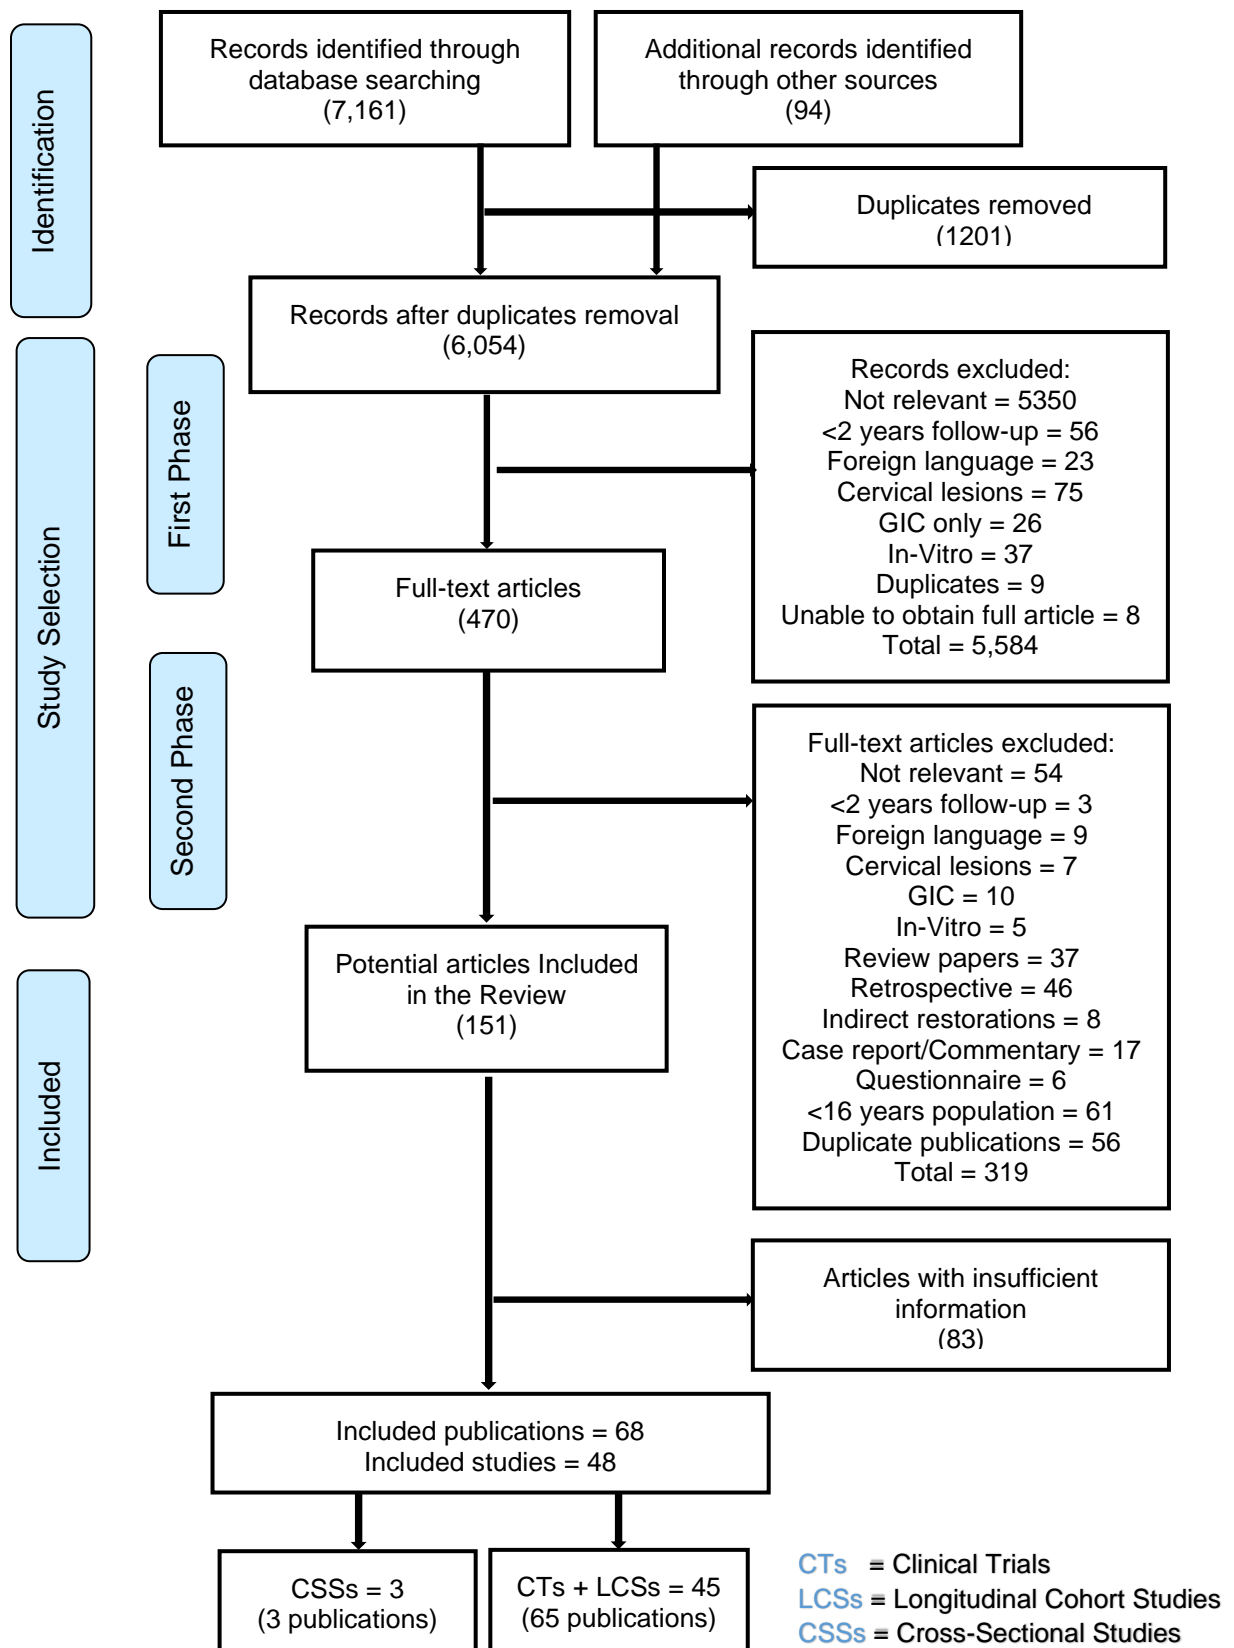 Identification
Records identified through
database searching
(7,161)
Additional records identified
through other sources
(94)
Duplicates removed
(1201)
Records after duplicates removal
(6,054)
Study Selection
First Phase
Records excluded:
Not relevant = 5350
<2 years follow-up = 56
Foreign language = 23
Cervical lesions = 75
GIC only = 26
In-Vitro = 37
Duplicates = 9
Unable to obtain full article = 8
Total = 5,584
Full-text articles
(470)
Second Phase
Full-text articles excluded:
Not relevant = 54
<2 years follow-up = 3
Foreign language = 9
Cervical lesions = 7
GIC = 10
In-Vitro = 5
Review papers = 37
Retrospective = 46
Indirect restorations = 8
Case report/Commentary = 17
Questionnaire = 6
<16 years population = 61
Duplicate publications = 56
Total = 319
Potential articles Included
in the Review
(151)
Included
Articles with insufficient
information
(83)
Included publications = 68
Included studies = 48
CSSs = 3
(3 publications)
CTs + LCSs = 45
(65 publications)
CTs = Clinical Trials
LCSs = Longitudinal Cohort Studies
CSSs = Cross-Sectional Studies